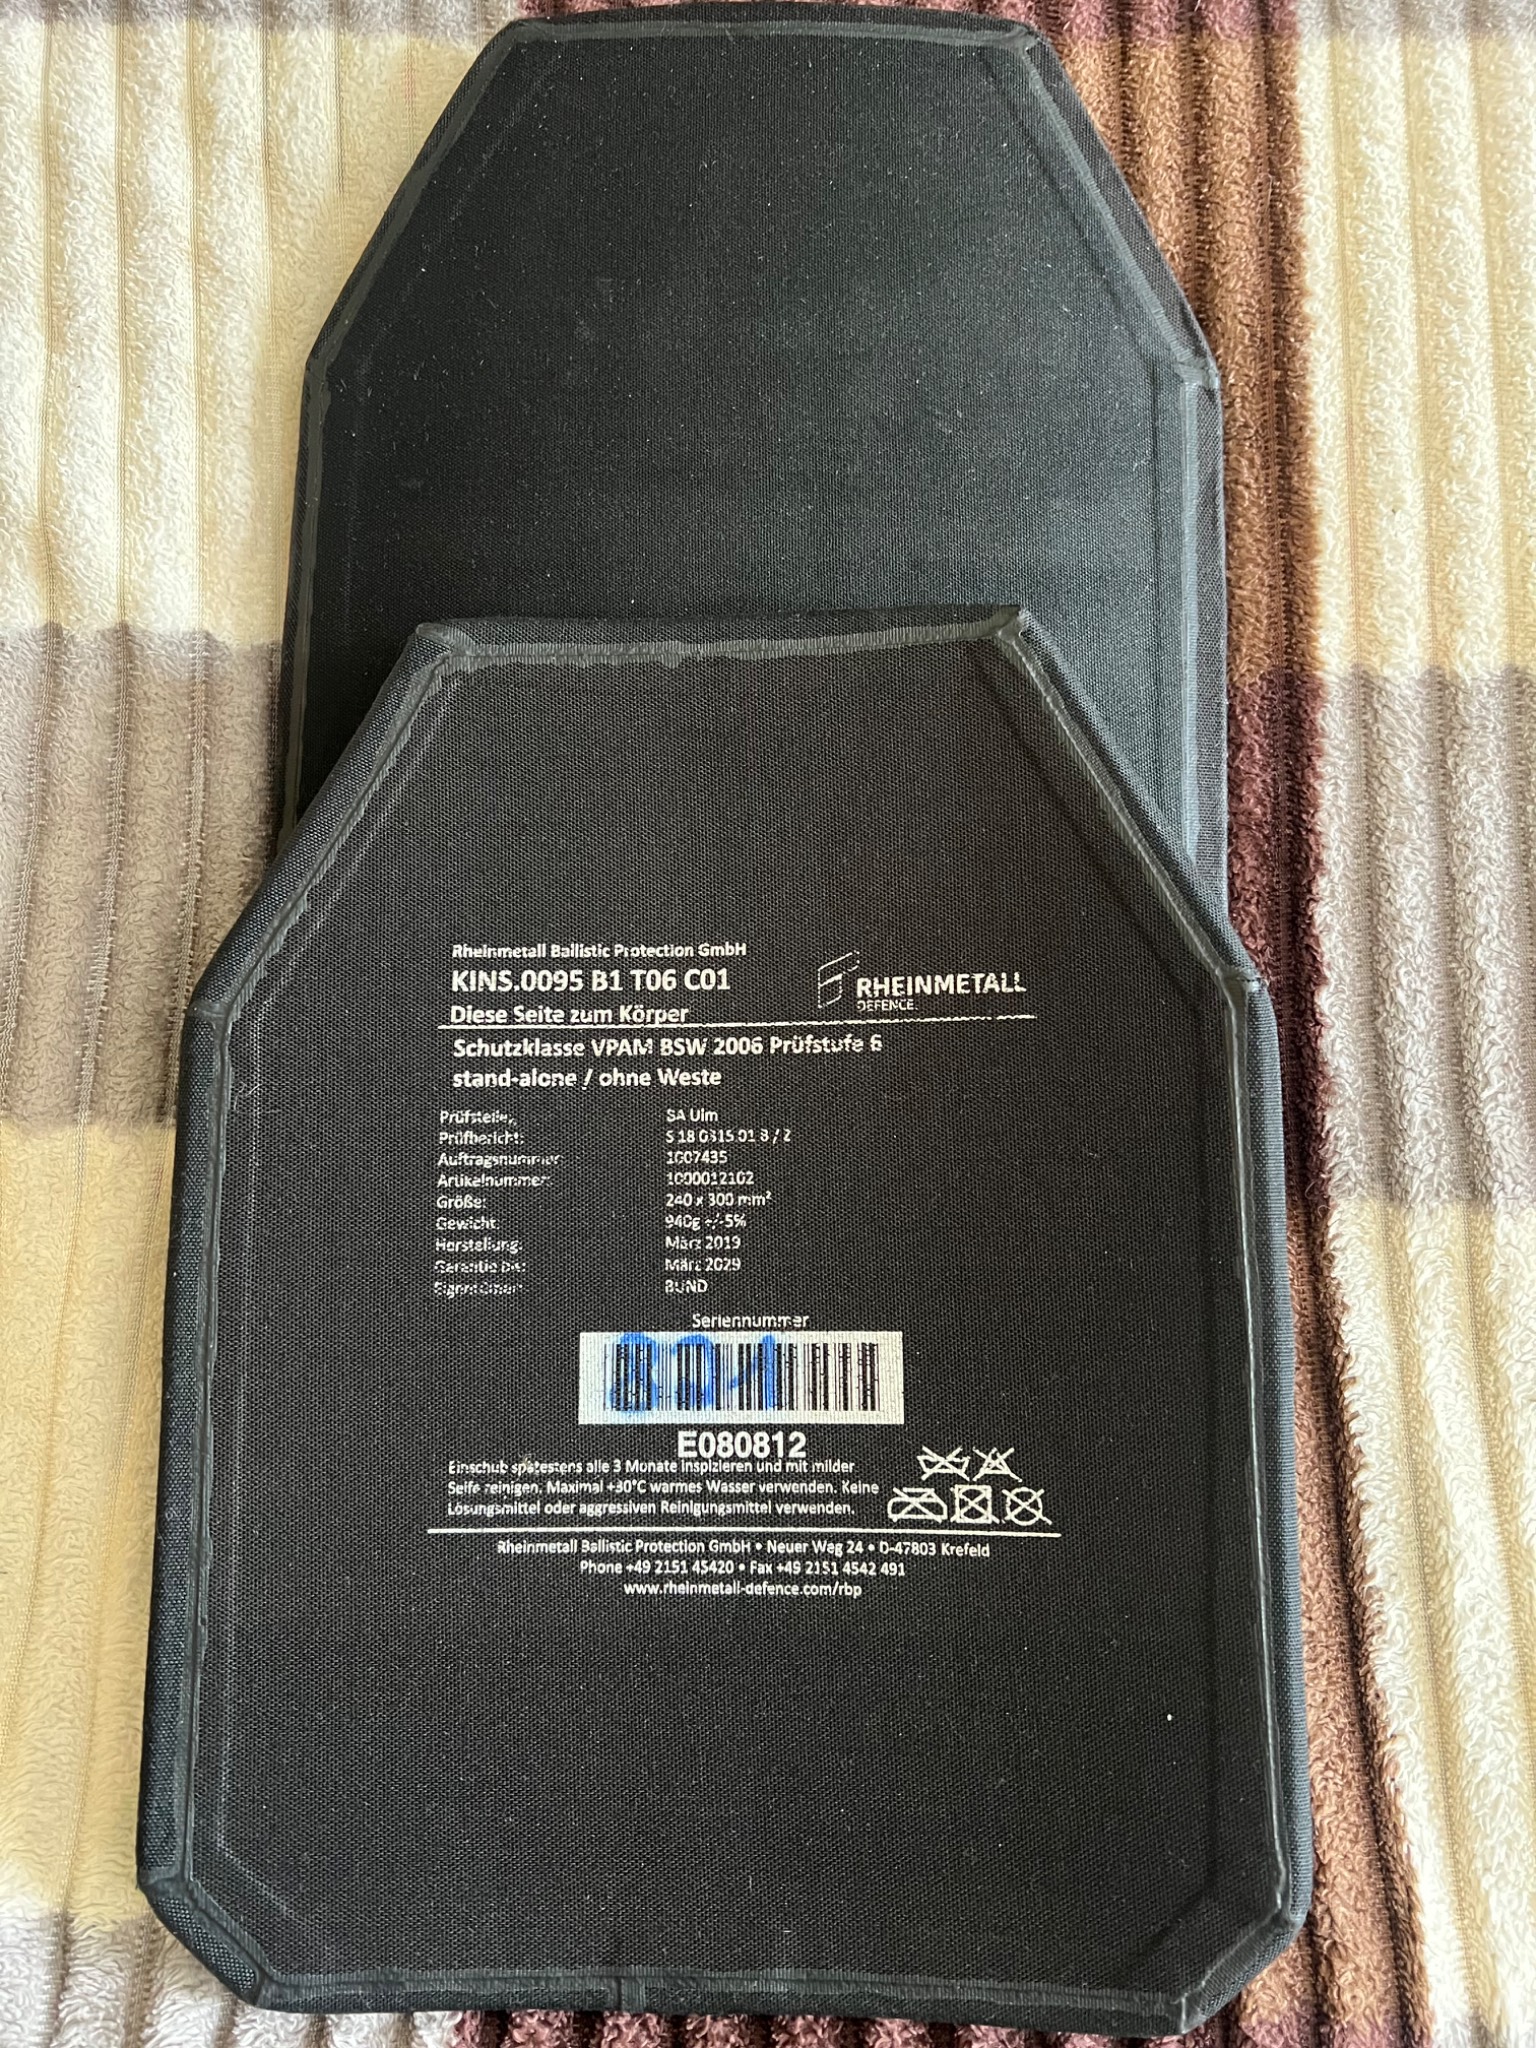 Rheinmetall Ballistic Protection GmbH
KINS.0095 B1 T06 C01
RHEINMETALL
DEFENCE
Diese Seite zum Körper
Schutzklasse VPAM BSW 2006 Prüfstufe 6
stand-alone / ohne Weste
Prüfstelle: SA Ulm
Prüfbericht: S 18 0315 01 3 / 2
Auftragsnummer: 1007435
Artikelnummer: 1000012102
Größe: 240 x 300 mm²
Gewicht: 940g +/-5%
Herstellung: März 2019
Garantie bis: März 2029
Eigentümer: BUND
Seriennummer
821
E080812
Einschub spätestens alle 3 Monate inspizieren und mit milder
Seife reinigen. Maximal +30°C warmes Wasser verwenden. Keine
Lösungsmittel oder aggressiven Reinigungsmittel verwenden.
Rheinmetall Ballistic Protection GmbH • Neuer Weg 24 • D-47803 Krefeld
Phone +49 2151 45420 • Fax +49 2151 4542 491
www.rheinmetall-defence.com/rbp